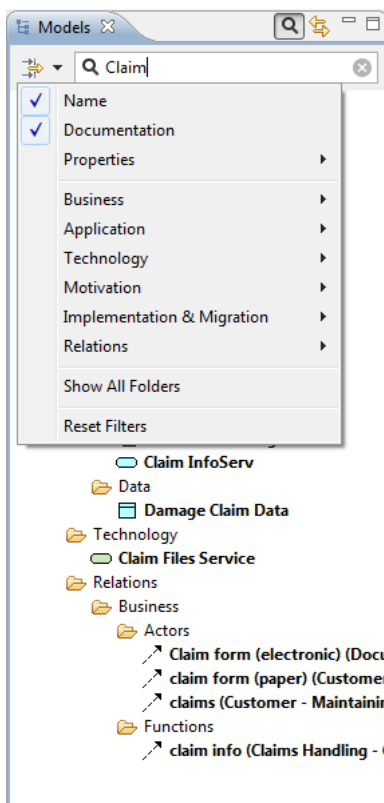 Models
Claim
Name
Documentation
Properties
Business
Application
Technology
Motivation
Implementation & Migration
Relations
Show All Folders
Reset Filters
Claim InfoServ
Data
Damage Claim Data
Technology
Claim Files Service
Relations
Business
Actors
Claim form (electronic) (Docu
claim form (paper) (Customer
claims (Customer - Maintainin
Functions
claim info (Claims Handling -